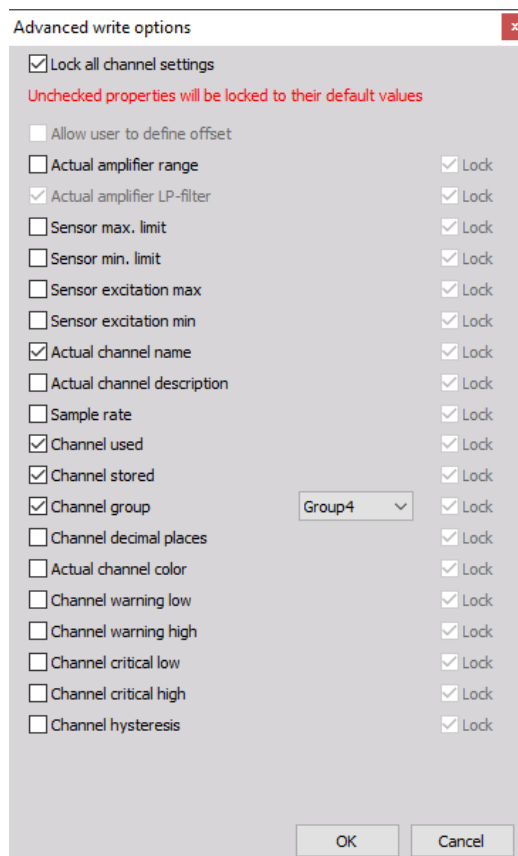 Advanced write options x
Lock all channel settings
Unchecked properties will be locked to their default values
Allow user to define offset
Actual amplifier range Lock
Actual amplifier LP-filter Lock
Sensor max. limit Lock
Sensor min. limit Lock
Sensor excitation max Lock
Sensor excitation min Lock
Actual channel name Lock
Actual channel description Lock
Sample rate Lock
Channel used Lock
Channel stored Lock
Channel group Group4 Lock
Channel decimal places Lock
Actual channel color Lock
Channel warning low Lock
Channel warning high Lock
Channel critical low Lock
Channel critical high Lock
Channel hysteresis Lock
OK Cancel